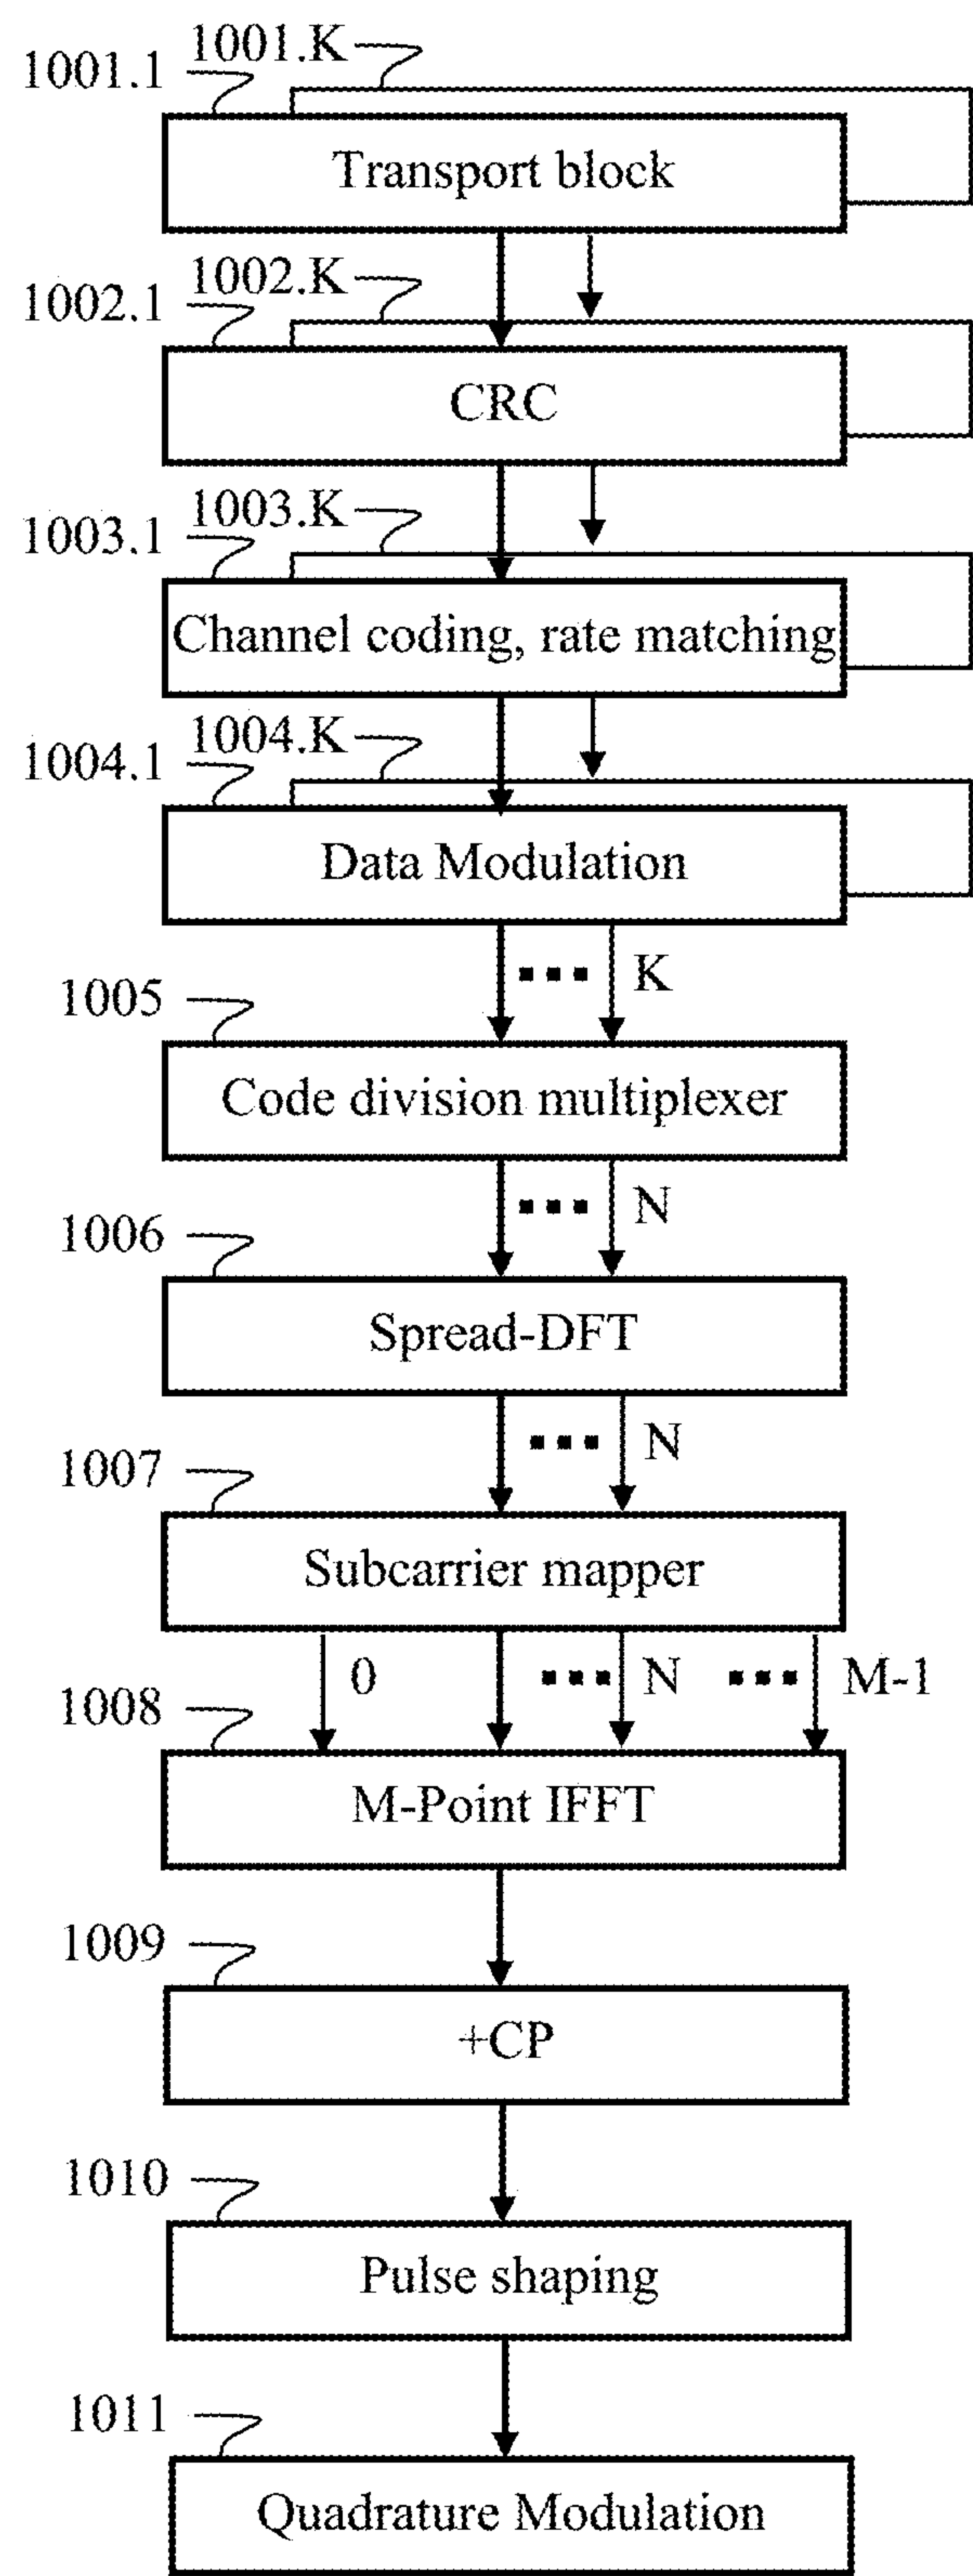 1001.K
1001.1
Transport block
1002.K
1002.1
CRC
1003.K
1003.1
Channel coding, rate matching
1004.K
1004.1
Data Modulation
K
1005
Code division multiplexer
N
1006
Spread-DFT
N
1007
Subcarrier mapper
0 N M-1
1008
M-Point IFFT
1009
+CP
1010
Pulse shaping
1011
Quadrature Modulation